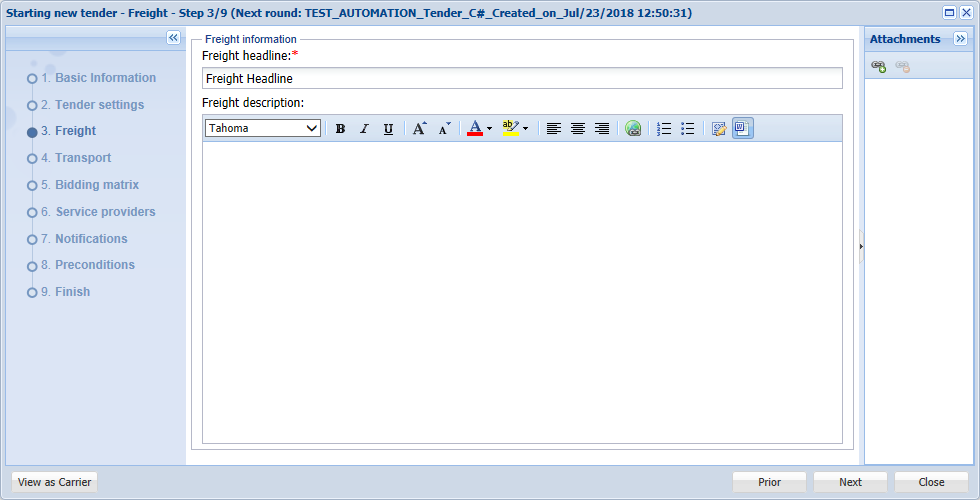 Starting new tender - Freight - Step 3/9 (Next round: TEST_AUTOMATION_Tender_C#_Created_on_Jul/23/2018 12:50:31)
1. Basic Information
2. Tender settings
3. Freight
4. Transport
5. Bidding matrix
6. Service providers
7. Notifications
8. Preconditions
9. Finish
Freight information
Freight headline:*
Freight Headline
Freight description:
Tahoma B I U A A A ab
Attachments
View as Carrier Prior Next Close